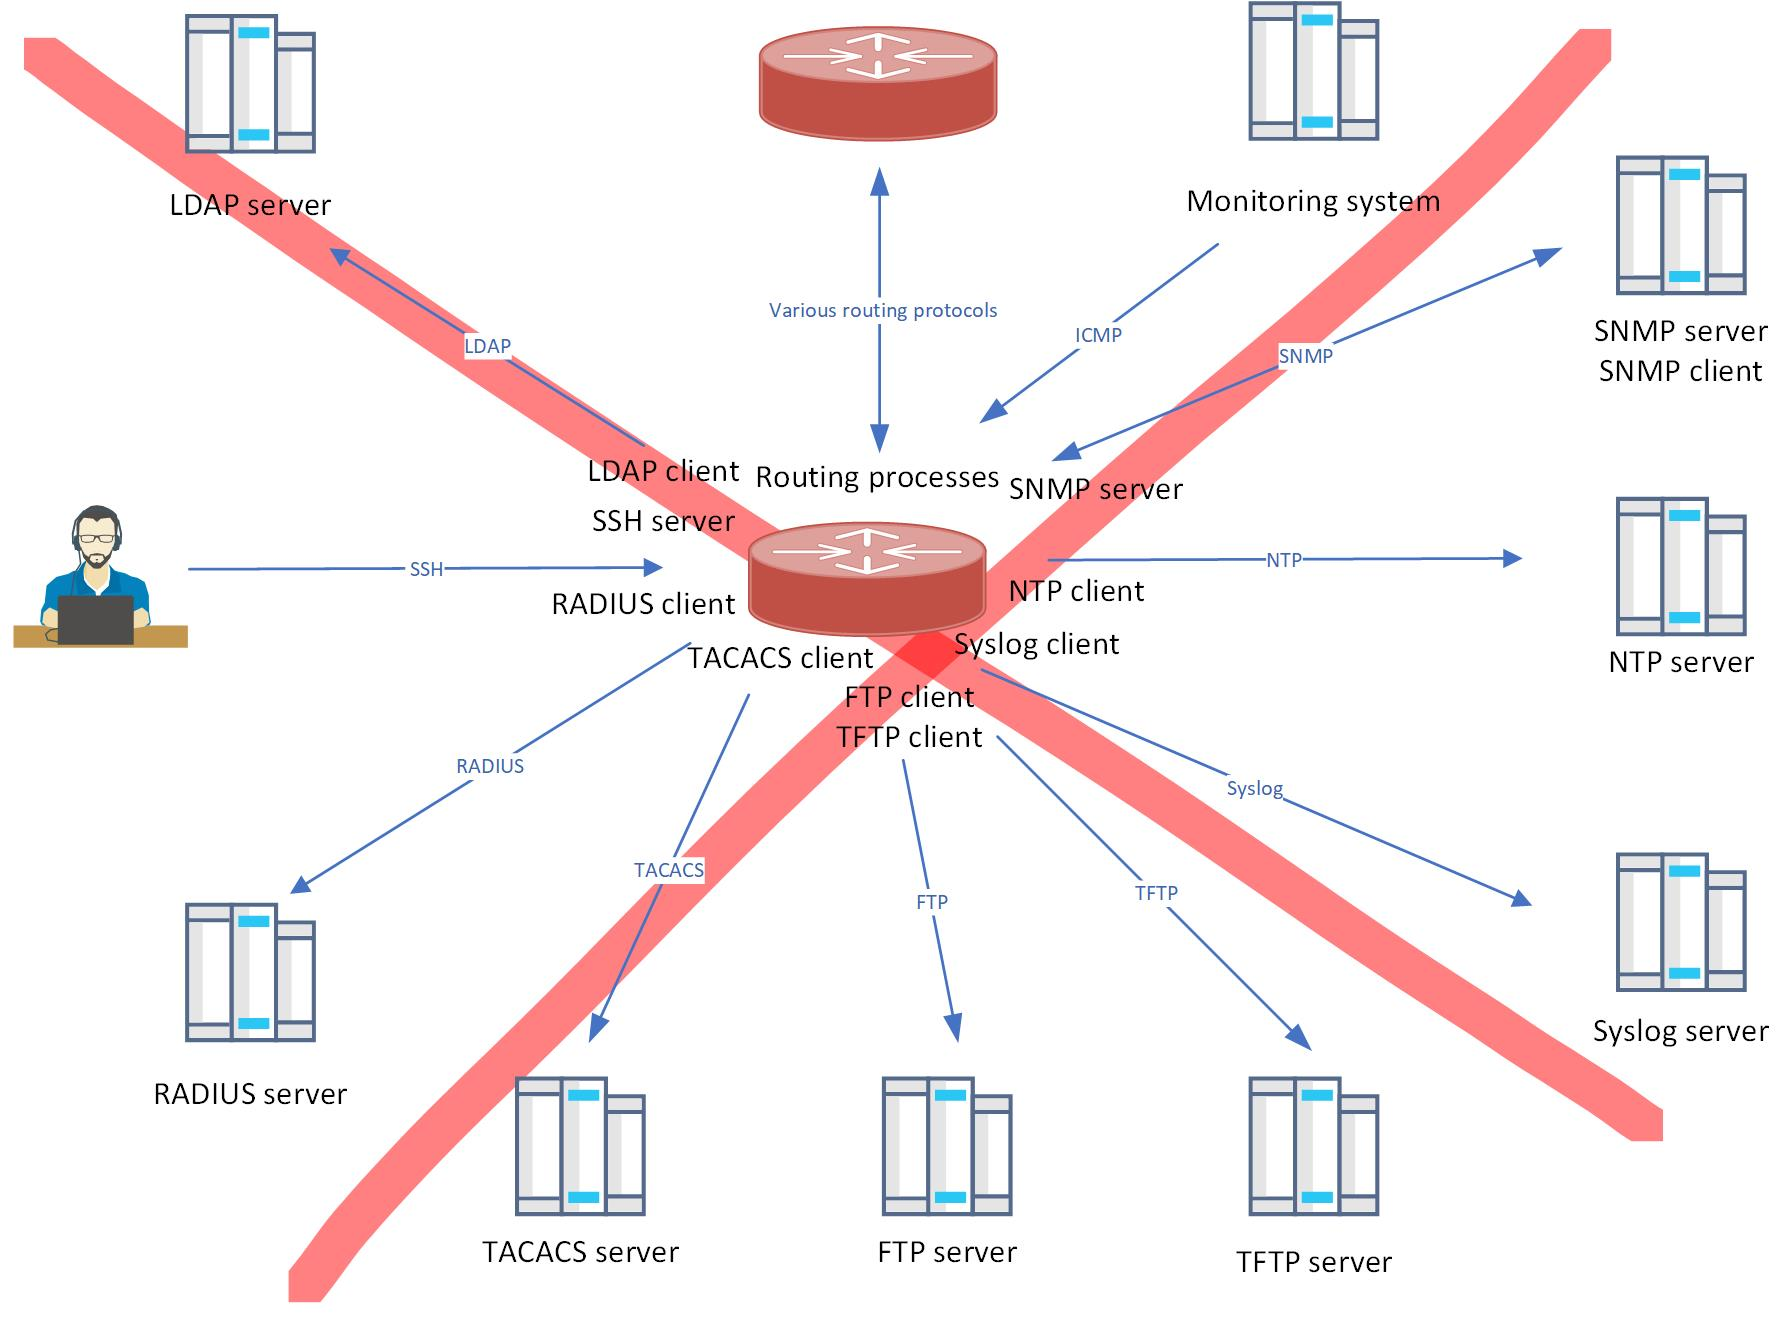 LDAP server
Monitoring system
Various routing protocols
ICMP
LDAP
SNMP
SNMP server
SNMP client
LDAP client
Routing processes
SNMP server
SSH server
SSH
NTP
RADIUS client
NTP client
TACACS client
Syslog client
NTP server
FTP client
TFTP client
RADIUS
Syslog
TACACS
FTP
TFTP
Syslog server
RADIUS server
TACACS server
FTP server
TFTP server